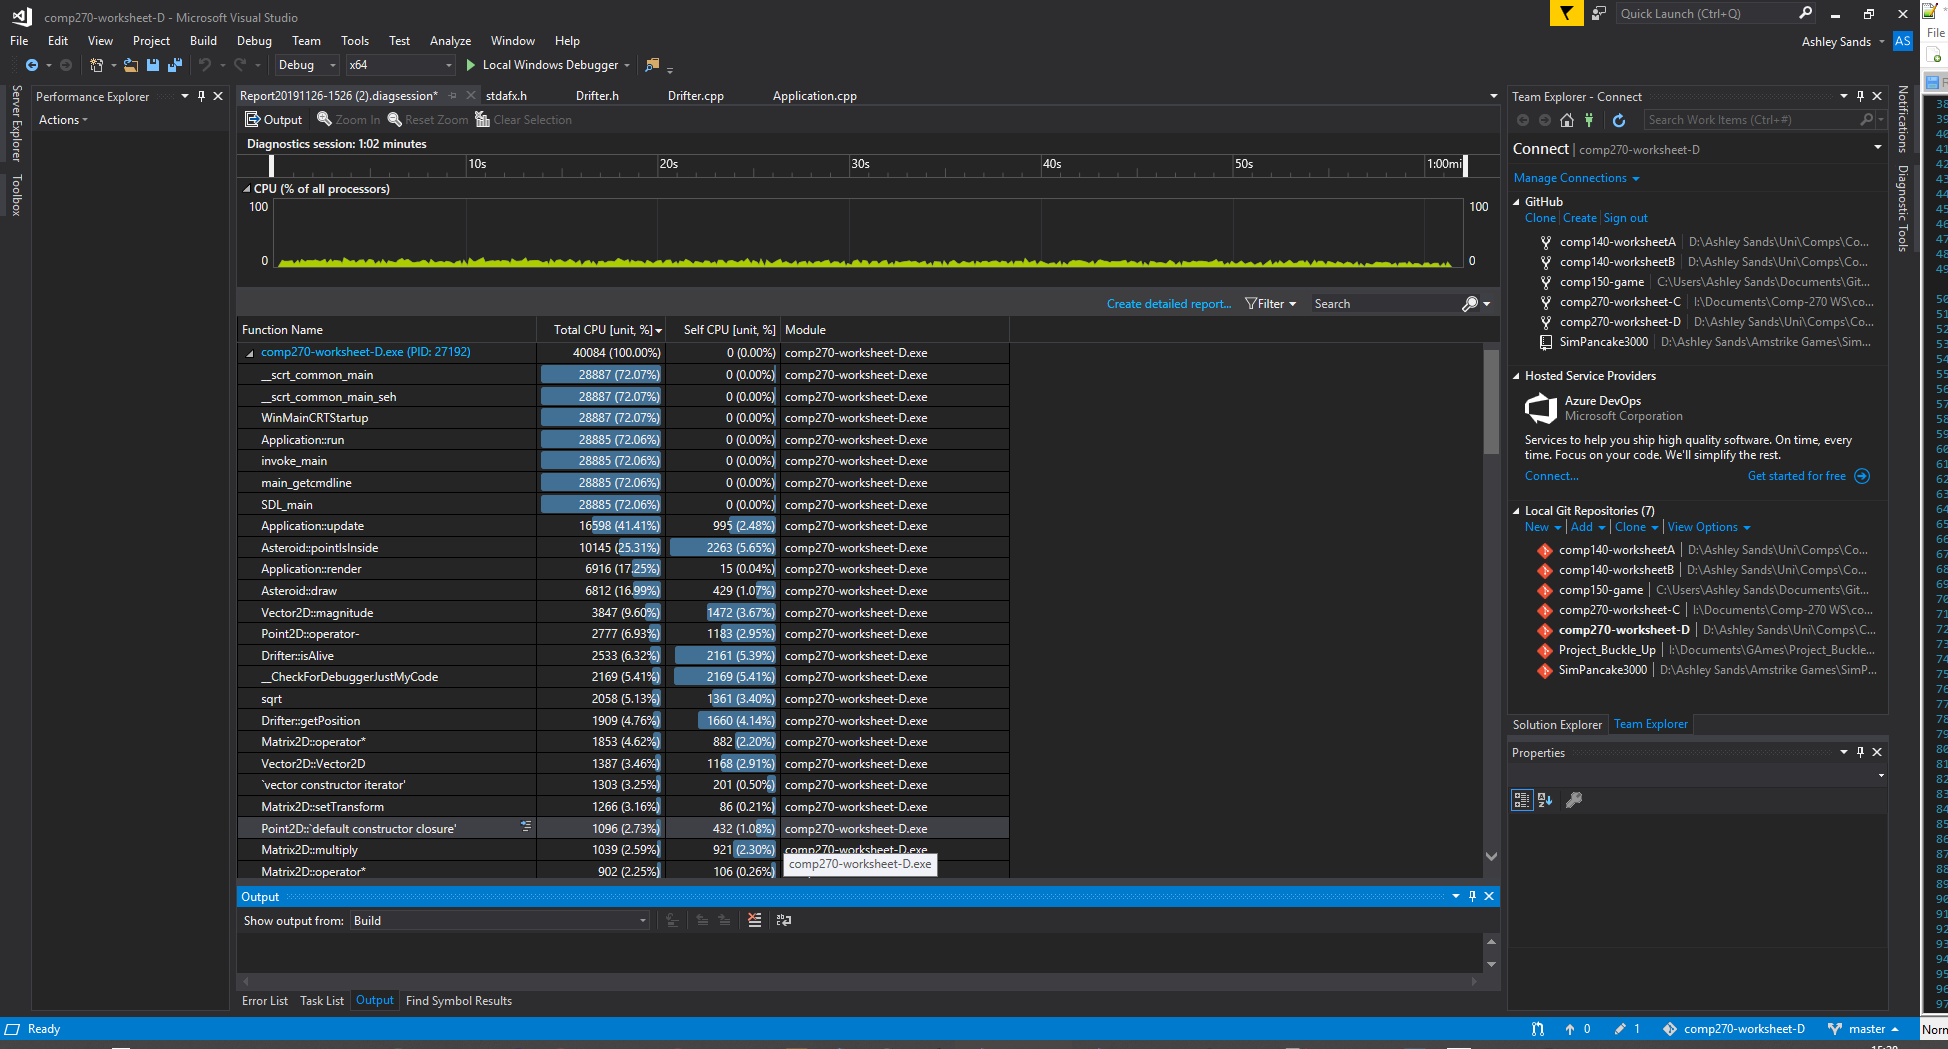 comp270-worksheet-D - Microsoft Visual Studio
Quick Launch (Ctrl+Q)
File Edit View Project Build Debug Team Tools Test Analyze Window Help
Ashley Sands AS
Debug x64 Local Windows Debugger
Server Explorer
Toolbox
Performance Explorer
Actions
Report20191126-1526 (2).diagsession* stdafx.h Drifter.h Drifter.cpp Application.cpp
Output Zoom In Reset Zoom Clear Selection
Diagnostics session: 1:02 minutes
10s 20s 30s 40s 50s 1:00mi
CPU (% of all processors)
100 100
0 0
Create detailed report... Filter Search
Function Name Total CPU [unit, %] Self CPU [unit, %] Module
comp270-worksheet-D.exe (PID: 27192) 40084 (100.00%) 0 (0.00%) comp270-worksheet-D.exe
__scrt_common_main 28887 (72.07%) 0 (0.00%) comp270-worksheet-D.exe
__scrt_common_main_seh 28887 (72.07%) 0 (0.00%) comp270-worksheet-D.exe
WinMainCRTStartup 28887 (72.07%) 0 (0.00%) comp270-worksheet-D.exe
Application::run 28885 (72.06%) 0 (0.00%) comp270-worksheet-D.exe
invoke_main 28885 (72.06%) 0 (0.00%) comp270-worksheet-D.exe
main_getcmdline 28885 (72.06%) 0 (0.00%) comp270-worksheet-D.exe
SDL_main 28885 (72.06%) 0 (0.00%) comp270-worksheet-D.exe
Application::update 16598 (41.41%) 995 (2.48%) comp270-worksheet-D.exe
Asteroid::pointIsInside 10145 (25.31%) 2263 (5.65%) comp270-worksheet-D.exe
Application::render 6916 (17.25%) 15 (0.04%) comp270-worksheet-D.exe
Asteroid::draw 6812 (16.99%) 429 (1.07%) comp270-worksheet-D.exe
Vector2D::magnitude 3847 (9.60%) 1472 (3.67%) comp270-worksheet-D.exe
Point2D::operator- 2777 (6.93%) 1183 (2.95%) comp270-worksheet-D.exe
Drifter::isAlive 2533 (6.32%) 2161 (5.39%) comp270-worksheet-D.exe
__CheckForDebuggerJustMyCode 2169 (5.41%) 2169 (5.41%) comp270-worksheet-D.exe
sqrt 2058 (5.13%) 1361 (3.40%) comp270-worksheet-D.exe
Drifter::getPosition 1909 (4.76%) 1660 (4.14%) comp270-worksheet-D.exe
Matrix2D::operator* 1853 (4.62%) 882 (2.20%) comp270-worksheet-D.exe
Vector2D::Vector2D 1387 (3.46%) 1168 (2.91%) comp270-worksheet-D.exe
`vector constructor iterator' 1303 (3.25%) 201 (0.50%) comp270-worksheet-D.exe
Matrix2D::setTransform 1266 (3.16%) 86 (0.21%) comp270-worksheet-D.exe
Point2D::`default constructor closure' 1096 (2.73%) 432 (1.08%) comp270-worksheet-D.exe
Matrix2D::multiply 1039 (2.59%) 921 (2.30%) comp270-worksheet-D.exe
comp270-worksheet-D.exe
Matrix2D::operator* 902 (2.25%) 106 (0.26%)
Output
Show output from: Build
Error List Task List Output Find Symbol Results
Team Explorer - Connect
Search Work Items (Ctrl+#)
Connect | comp270-worksheet-D
Manage Connections
GitHub
Clone Create Sign out
comp140-worksheetA D:\Ashley Sands\Uni\Comps\Co...
comp140-worksheetB D:\Ashley Sands\Uni\Comps\Co...
comp150-game C:\Users\Ashley Sands\Documents\Git...
comp270-worksheet-C I:\Documents\Comp-270 WS\co...
comp270-worksheet-D D:\Ashley Sands\Uni\Comps\Co...
SimPancake3000 D:\Ashley Sands\Amstrike Games\Sim...
Hosted Service Providers
Azure DevOps
Microsoft Corporation
Services to help you ship high quality software. On time, every
time. Focus on your code. We'll simplify the rest.
Connect... Get started for free
Local Git Repositories (7)
New Add Clone View Options
comp140-worksheetA D:\Ashley Sands\Uni\Comps\Co...
comp140-worksheetB D:\Ashley Sands\Uni\Comps\Co...
comp150-game C:\Users\Ashley Sands\Documents\Git...
comp270-worksheet-C I:\Documents\Comp-270 WS\co...
comp270-worksheet-D D:\Ashley Sands\Uni\Comps\C...
Project_Buckle_Up I:\Documents\GAmes\Project_Buckle...
SimPancake3000 D:\Ashley Sands\Amstrike Games\SimP...
Solution Explorer Team Explorer
Properties
Notifications
Diagnostic Tools
File
Ready 0 1 comp270-worksheet-D master
Norn